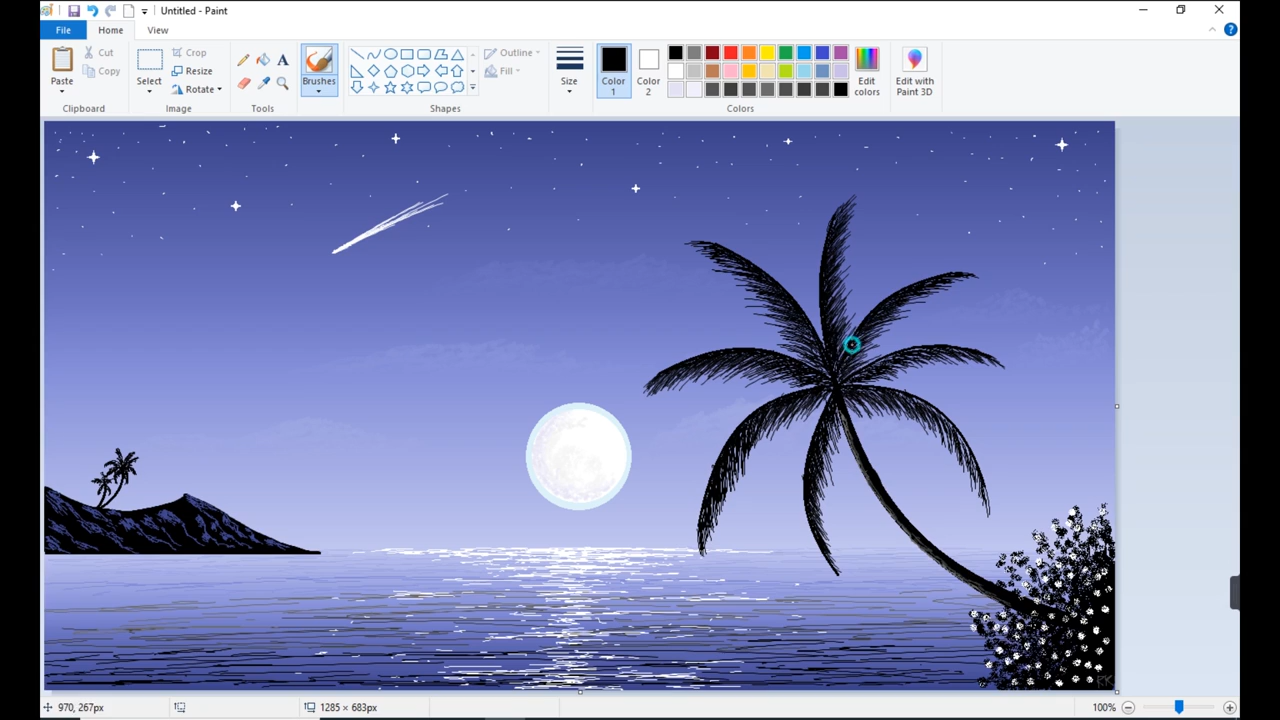 Untitled - Paint
File Home View
Paste
Cut
Copy
Clipboard
Select
Crop
Resize
Rotate
Image
A
Tools
Brushes
Outline
Fill
Shapes
Size
Color 1
Color 2
Edit colors
Colors
Edit with Paint 3D
RK
970, 267px
1285 × 683px
100%